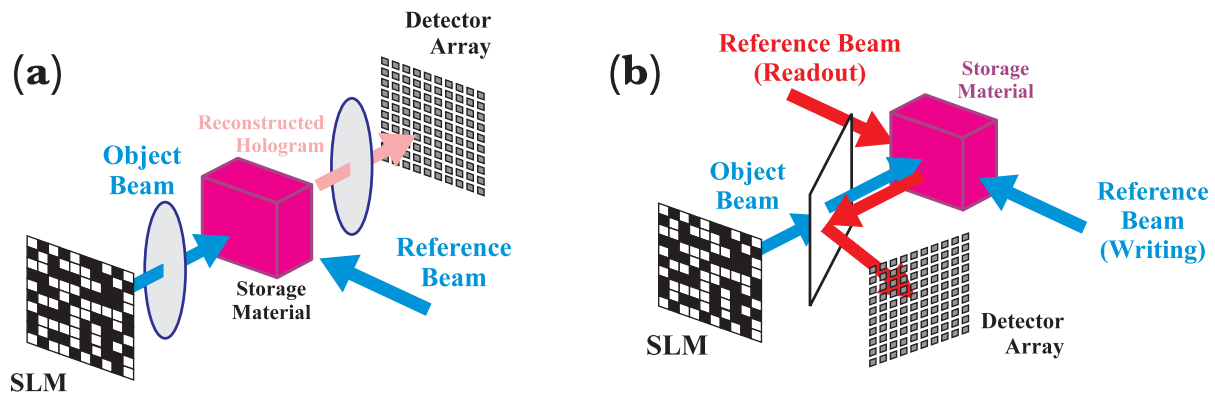 (a)
Detector
Array
Reconstructed
Hologram
Object
Beam
Reference
Beam
Storage
Material
SLM
(b)
Reference Beam
(Readout)
Storage
Material
Object
Beam
Reference
Beam
(Writing)
SLM
Detector
Array